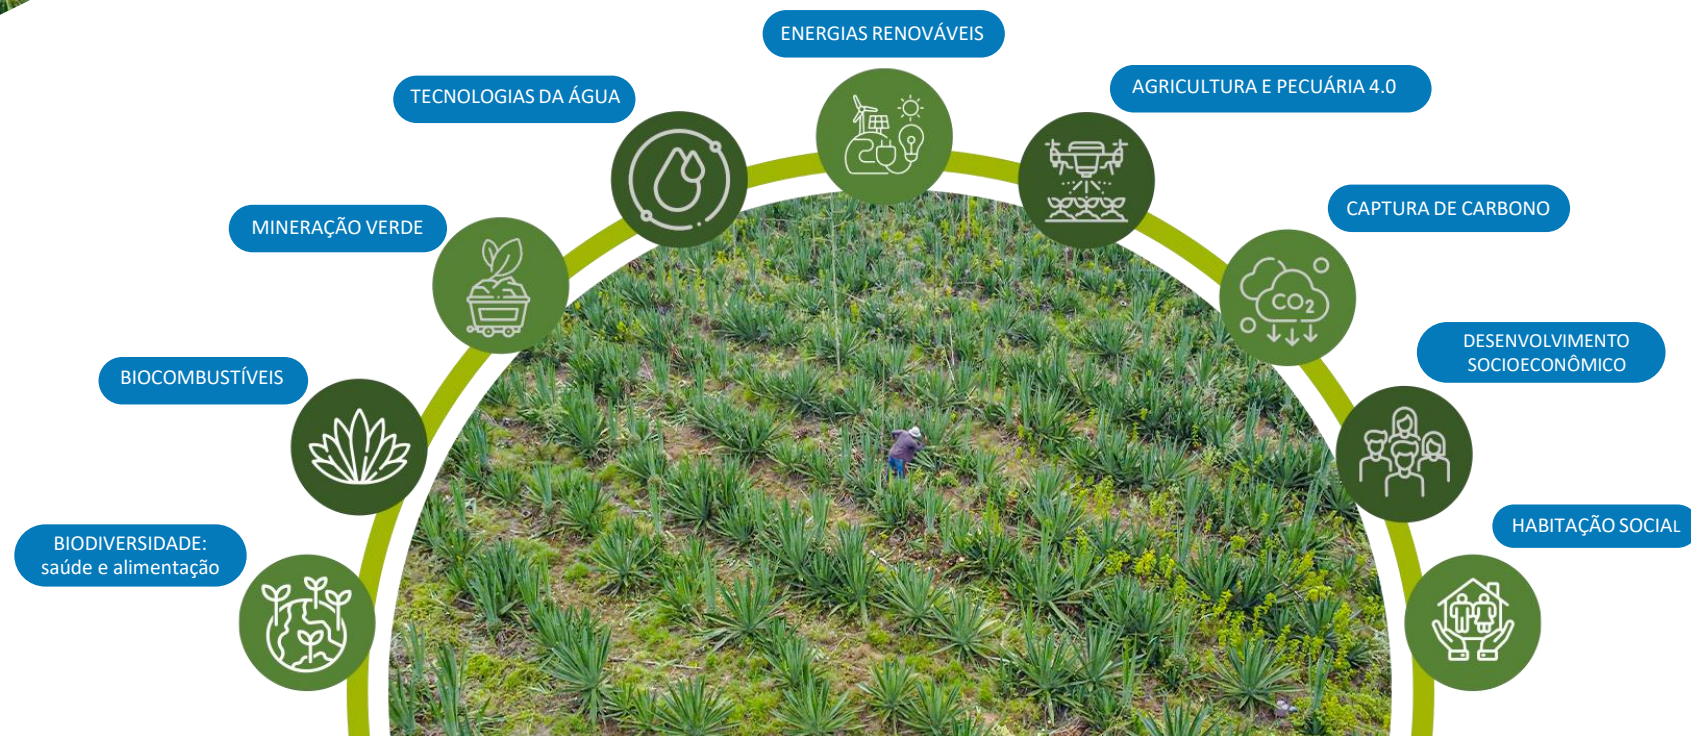 ENERGIAS RENOVÁVEIS
TECNOLOGIAS DA ÁGUA
AGRICULTURA E PECUÁRIA 4.0
MINERAÇÃO VERDE
CAPTURA DE CARBONO
CO2
BIOCOMBUSTÍVEIS
DESENVOLVIMENTO
SOCIOECONÔMICO
BIODIVERSIDADE:
saúde e alimentação
HABITAÇÃO SOCIAL